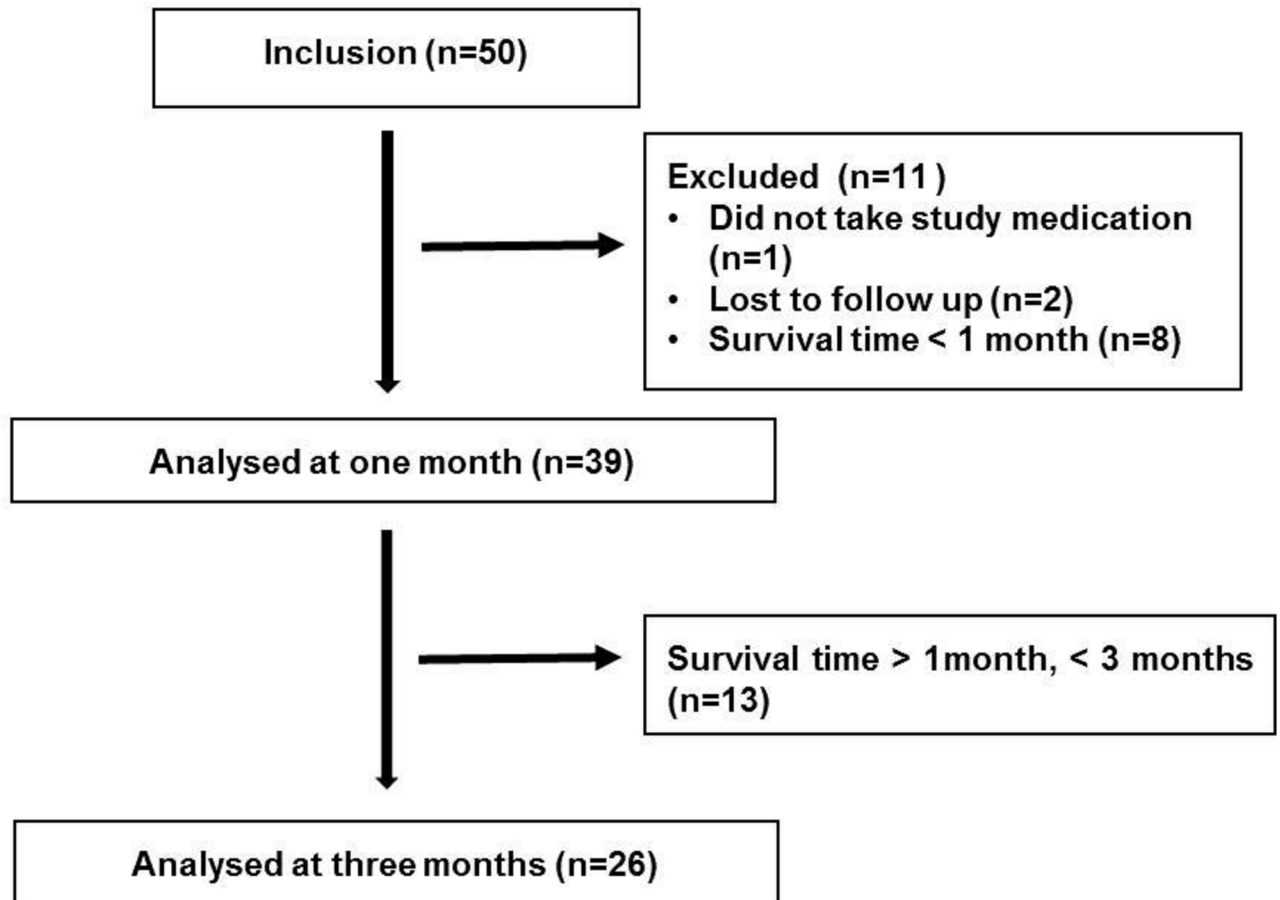 Inclusion (n=50)
Excluded (n=11 )
• Did not take study medication
(n=1)
• Lost to follow up (n=2)
• Survival time < 1 month (n=8)
Analysed at one month (n=39)
Survival time > 1month, < 3 months
(n=13)
Analysed at three months (n=26)